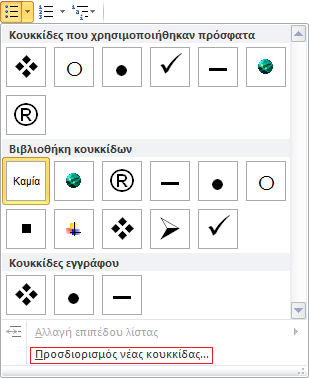 Κουκκίδες που χρησιμοποιήθηκαν πρόσφατα
®
Βιβλιοθήκη κουκκίδων
Καμία
®
Κουκκίδες εγγράφου
Αλλαγή επιπέδου λίστας
Προσδιορισμός νέας κουκκίδας...